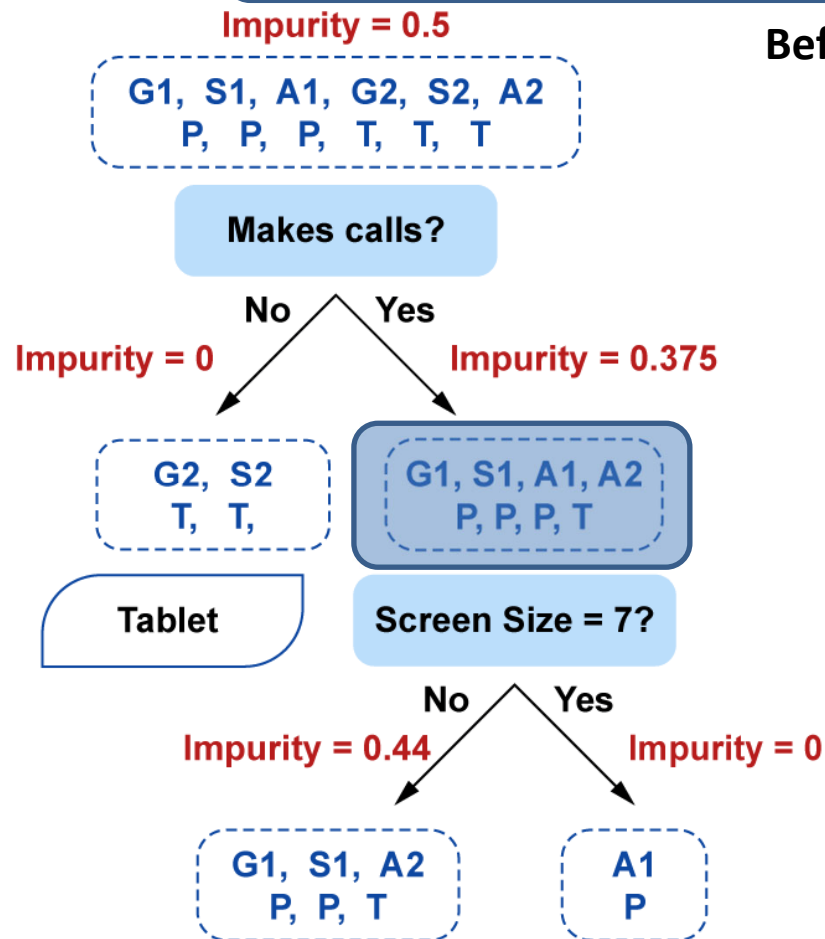 Impurity = 0.5
Bef
G1, S1, A1, G2, S2, A2
P, P, P, T, T, T
Makes calls?
No Yes
Impurity = 0 Impurity = 0.375
G2, S2
T, T,
G1, S1, A1, A2
P, P, P, T
Tablet
Screen Size = 7?
No Yes
Impurity = 0.44 Impurity = 0
G1, S1, A2
P, P, T
A1
P